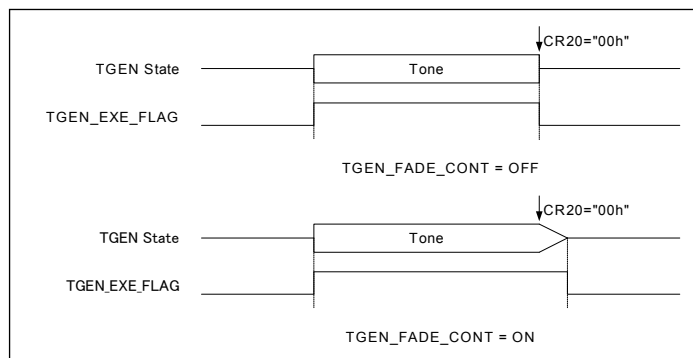 CR20="00h"
TGEN State
Tone
TGEN_EXE_FLAG
TGEN_FADE_CONT = OFF
CR20="00h"
TGEN State
Tone
TGEN_EXE_FLAG
TGEN_FADE_CONT = ON